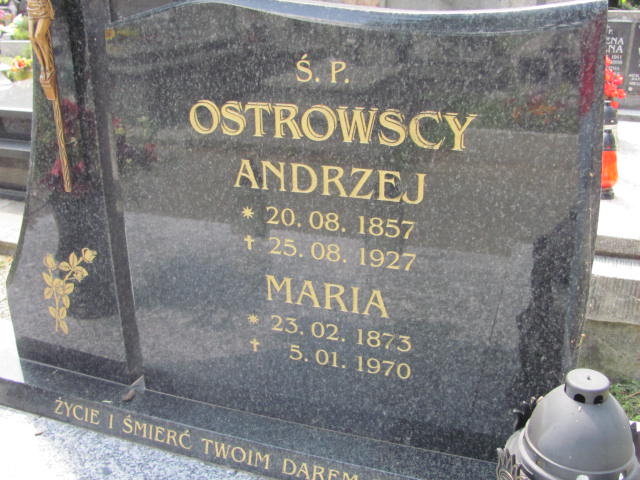 Ś. P.
OSTROWSCY
ANDRZEJ
* 20. 08. 1857
† 25. 08. 1927
MARIA
* 23. 02. 1873
† 5. 01. 1970
ŻYCIE I ŚMIERĆ TWOIM DAREM